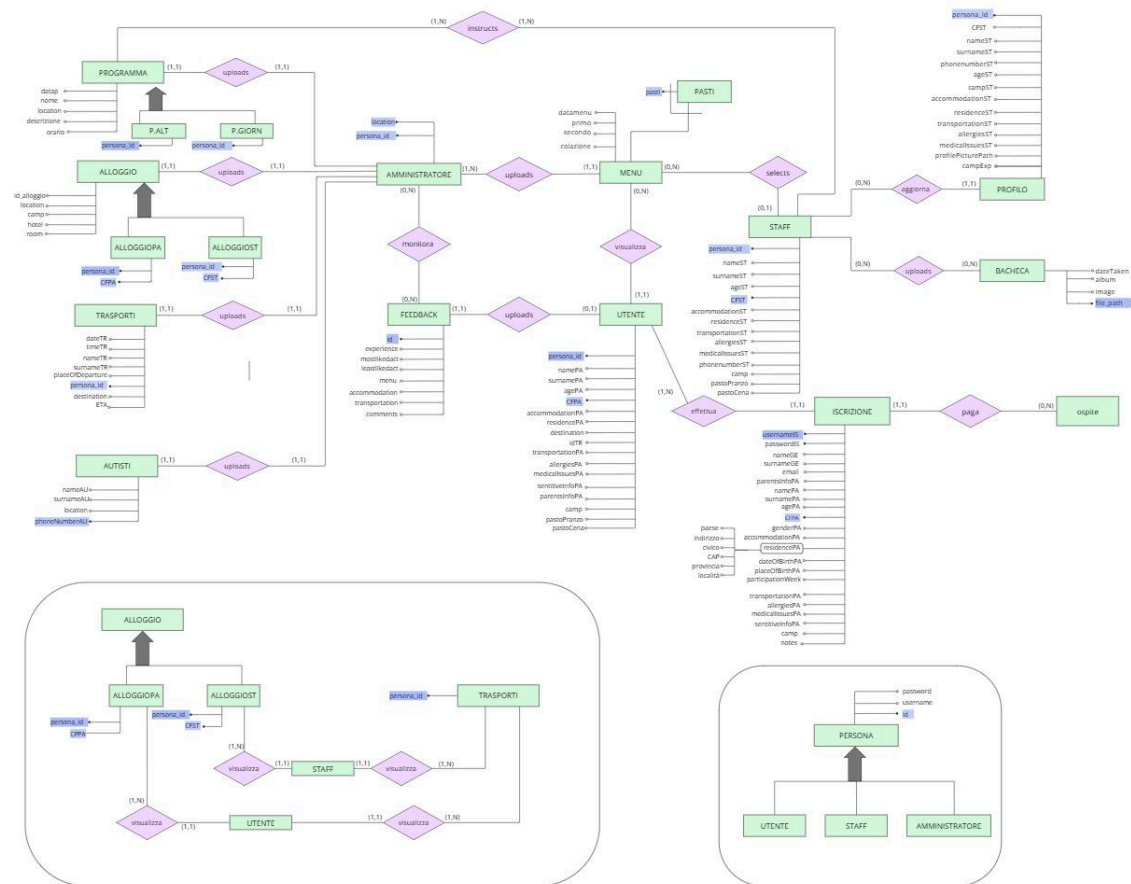 (1,N)
instructs
(1,N)
PROGRAMMA
(1,1)
uploads
(1,1)
datap
nome
location
descrizione
orario
P.ALT
P.GIORN
persona_id
persona_id
ALLOGGIO
(1,1)
uploads
(1,1)
id_alloggio
location
camp
hotel
room
ALLOGGIOPA
ALLOGGIOST
persona_id
CFPA
persona_id
CFST
TRASPORTI
(1,1)
uploads
(1,1)
dateTR
timeTR
nameTR
surnameTR
placeOfDeparture
persona_id
destination
ETA
AUTISTI
(1,1)
uploads
(1,1)
nameAU
surnameAU
location
phoneNumberAU
location
persona_id
AMMINISTRATORE
(1,N)
uploads
(1,1)
(0,N)
monitora
(0,N)
FEEDBACK
(1,1)
uploads
(0,1)
id
experience
mostlikedact
leastlikedact
menu
accommodation
transportation
comments
pasti
PASTI
datamenu
primo
secondo
colazione
MENU
(0,N)
selects
(0,1)
(0,N)
visualizza
(1,1)
UTENTE
persona_id
namePA
surnamePA
agePA
CFPA
accommodationPA
residencePA
destination
idTR
transportationPA
allergiesPA
medicalIssuesPA
sentitiveInfoPA
parentsInfoPA
camp
pastoPranzo
pastoCena
(1,N)
effettua
(1,1)
STAFF
persona_id
nameST
surnameST
ageST
CFST
accommodationST
residenceST
transportationST
allergiesST
medicalIssuesST
phonenumberST
camp
pastoPranzo
pastoCena
(0,N)
aggiorna
(1,1)
PROFILO
persona_id
CFST
nameST
surnameST
phonenumberST
ageST
campST
accommodationST
residenceST
transportationST
allergiesST
medicalIssuesST
profilePicturePath
campExp
(0,N)
uploads
(0,N)
BACHECA
dateTaken
album
image
file_path
ISCRIZIONE
(1,1)
paga
(0,N)
ospite
usernameIS
passwordIS
nameGE
surnameGE
email
parentsInfoPA
namePA
surnamePA
agePA
CFPA
genderPA
accommodationPA
residencePA
paese
indirizzo
civico
CAP
provincia
località
dateOfBirthPA
placeOfBirthPA
participationWeek
transportationPA
allergiesPA
medicalIssuesPA
sentitiveInfoPA
camp
notes
ALLOGGIO
ALLOGGIOPA
ALLOGGIOST
persona_id
CFPA
persona_id
CFST
persona_id
TRASPORTI
(1,N)
visualizza
(1,1)
STAFF
(1,1)
visualizza
(1,N)
(1,N)
visualizza
(1,1)
UTENTE
(1,1)
visualizza
(1,N)
password
username
id
PERSONA
UTENTE
STAFF
AMMINISTRATORE